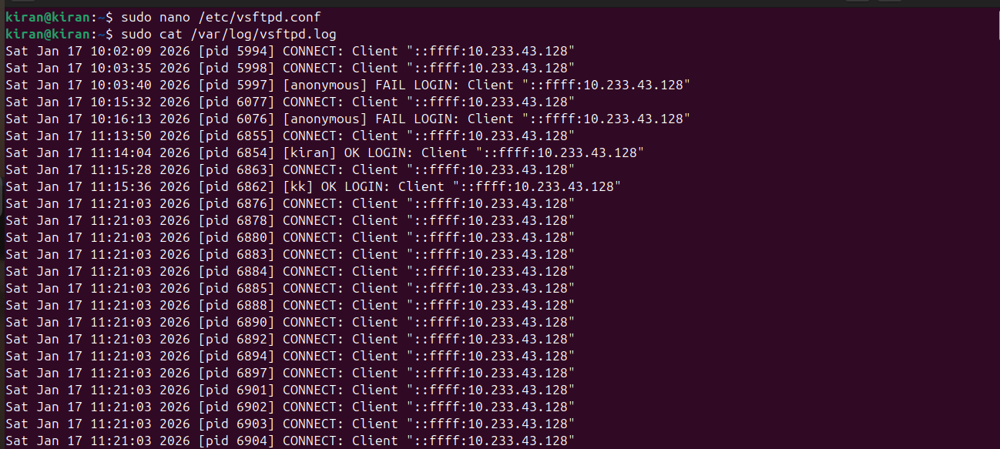 kiran@kiran:~$ sudo nano /etc/vsftpd.conf
kiran@kiran:~$ sudo cat /var/log/vsftpd.log
Sat Jan 17 10:02:09 2026 [pid 5994] CONNECT: Client "::ffff:10.233.43.128"
Sat Jan 17 10:03:35 2026 [pid 5998] CONNECT: Client "::ffff:10.233.43.128"
Sat Jan 17 10:03:40 2026 [pid 5997] [anonymous] FAIL LOGIN: Client "::ffff:10.233.43.128"
Sat Jan 17 10:15:32 2026 [pid 6077] CONNECT: Client "::ffff:10.233.43.128"
Sat Jan 17 10:16:13 2026 [pid 6076] [anonymous] FAIL LOGIN: Client "::ffff:10.233.43.128"
Sat Jan 17 11:13:50 2026 [pid 6855] CONNECT: Client "::ffff:10.233.43.128"
Sat Jan 17 11:14:04 2026 [pid 6854] [kiran] OK LOGIN: Client "::ffff:10.233.43.128"
Sat Jan 17 11:15:28 2026 [pid 6863] CONNECT: Client "::ffff:10.233.43.128"
Sat Jan 17 11:15:36 2026 [pid 6862] [kk] OK LOGIN: Client "::ffff:10.233.43.128"
Sat Jan 17 11:21:03 2026 [pid 6876] CONNECT: Client "::ffff:10.233.43.128"
Sat Jan 17 11:21:03 2026 [pid 6878] CONNECT: Client "::ffff:10.233.43.128"
Sat Jan 17 11:21:03 2026 [pid 6880] CONNECT: Client "::ffff:10.233.43.128"
Sat Jan 17 11:21:03 2026 [pid 6883] CONNECT: Client "::ffff:10.233.43.128"
Sat Jan 17 11:21:03 2026 [pid 6884] CONNECT: Client "::ffff:10.233.43.128"
Sat Jan 17 11:21:03 2026 [pid 6885] CONNECT: Client "::ffff:10.233.43.128"
Sat Jan 17 11:21:03 2026 [pid 6888] CONNECT: Client "::ffff:10.233.43.128"
Sat Jan 17 11:21:03 2026 [pid 6890] CONNECT: Client "::ffff:10.233.43.128"
Sat Jan 17 11:21:03 2026 [pid 6892] CONNECT: Client "::ffff:10.233.43.128"
Sat Jan 17 11:21:03 2026 [pid 6894] CONNECT: Client "::ffff:10.233.43.128"
Sat Jan 17 11:21:03 2026 [pid 6897] CONNECT: Client "::ffff:10.233.43.128"
Sat Jan 17 11:21:03 2026 [pid 6901] CONNECT: Client "::ffff:10.233.43.128"
Sat Jan 17 11:21:03 2026 [pid 6902] CONNECT: Client "::ffff:10.233.43.128"
Sat Jan 17 11:21:03 2026 [pid 6903] CONNECT: Client "::ffff:10.233.43.128"
Sat Jan 17 11:21:03 2026 [pid 6904] CONNECT: Client "::ffff:10.233.43.128"